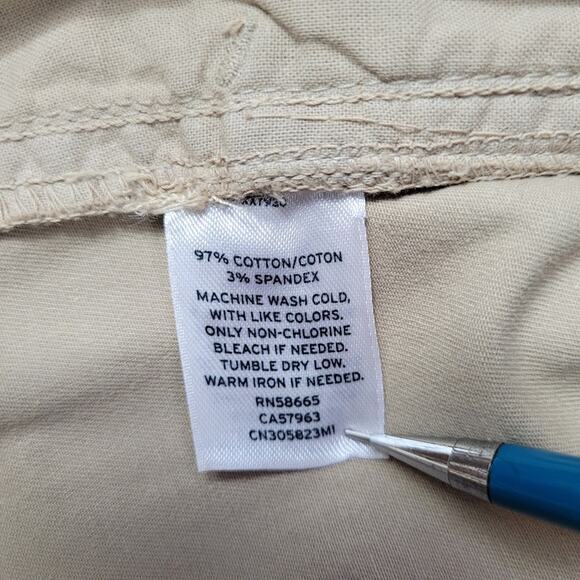 97% COTTON/COTON
3% SPANDEX
MACHINE WASH COLD,
WITH LIKE COLORS.
ONLY NON-CHLORINE
BLEACH IF NEEDED.
TUMBLE DRY LOW.
WARM IRON IF NEEDED.
RN58665
CA57963
CN305823MI